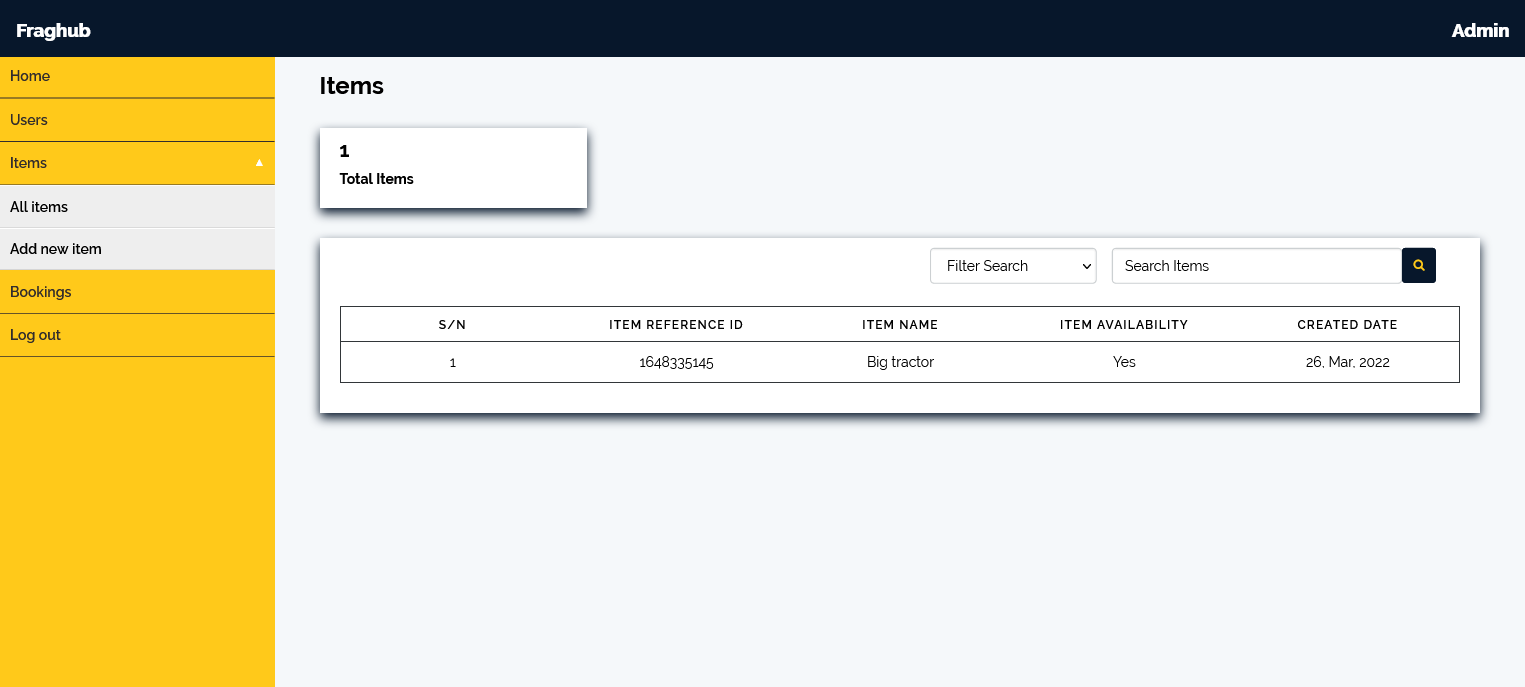 Fraghub Admin
Home
Users
Items ▲
All items
Add new item
Bookings
Log out
Items
1
Total Items
Filter Search Search Items
S/N ITEM REFERENCE ID ITEM NAME ITEM AVAILABILITY CREATED DATE
1 1648335145 Big tractor Yes 26, Mar, 2022